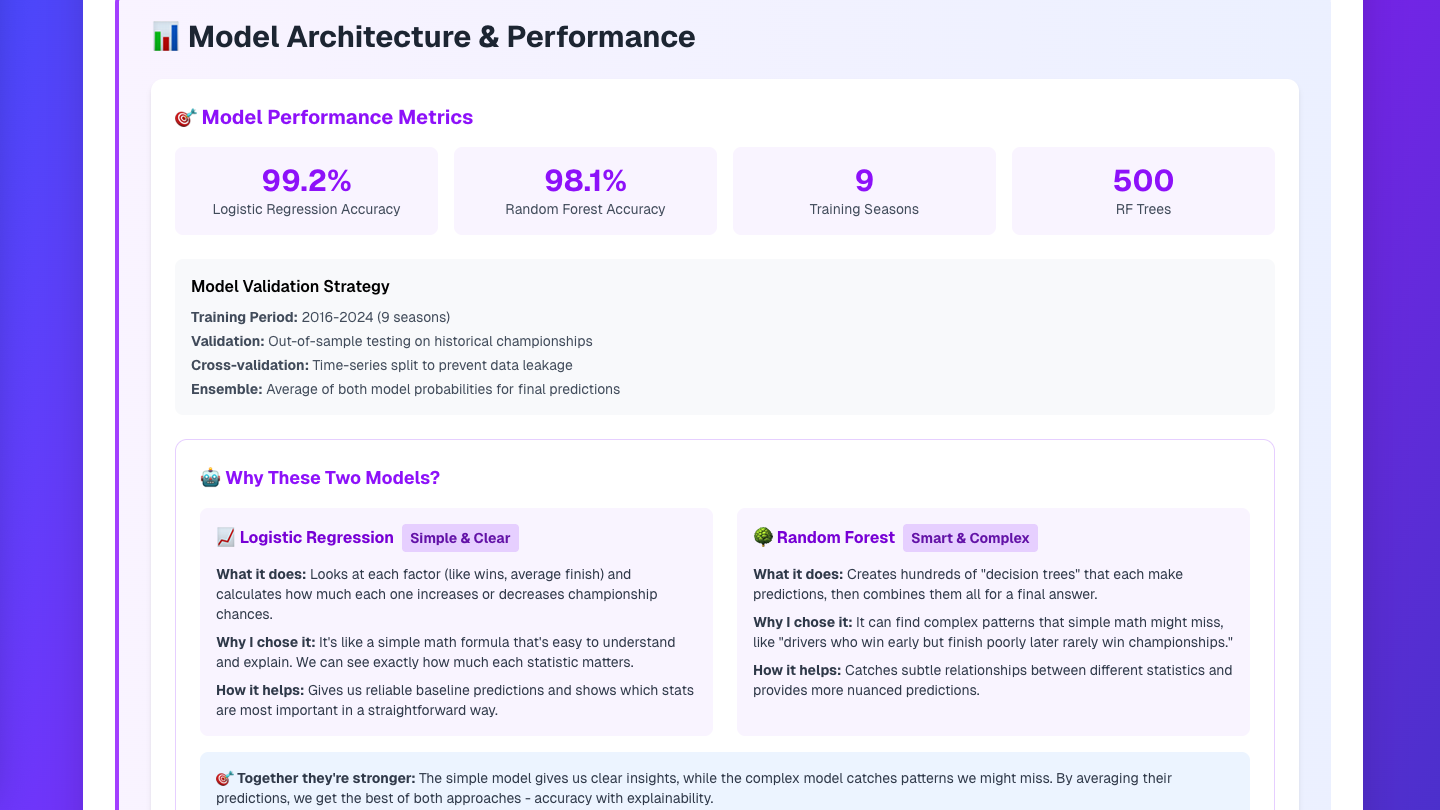 📊 Model Architecture & Performance
🎯 Model Performance Metrics
99.2%
Logistic Regression Accuracy
98.1%
Random Forest Accuracy
9
Training Seasons
500
RF Trees
Model Validation Strategy
Training Period: 2016-2024 (9 seasons)
Validation: Out-of-sample testing on historical championships
Cross-validation: Time-series split to prevent data leakage
Ensemble: Average of both model probabilities for final predictions
🤖 Why These Two Models?
📈 Logistic Regression Simple & Clear
What it does: Looks at each factor (like wins, average finish) and
calculates how much each one increases or decreases championship
chances.
Why I chose it: It's like a simple math formula that's easy to understand
and explain. We can see exactly how much each statistic matters.
How it helps: Gives us reliable baseline predictions and shows which stats
are most important in a straightforward way.
🌳 Random Forest Smart & Complex
What it does: Creates hundreds of "decision trees" that each make
predictions, then combines them all for a final answer.
Why I chose it: It can find complex patterns that simple math might miss,
like "drivers who win early but finish poorly later rarely win championships."
How it helps: Catches subtle relationships between different statistics and
provides more nuanced predictions.
🎯 Together they're stronger: The simple model gives us clear insights, while the complex model catches patterns we might miss. By averaging their
predictions, we get the best of both approaches - accuracy with explainability.